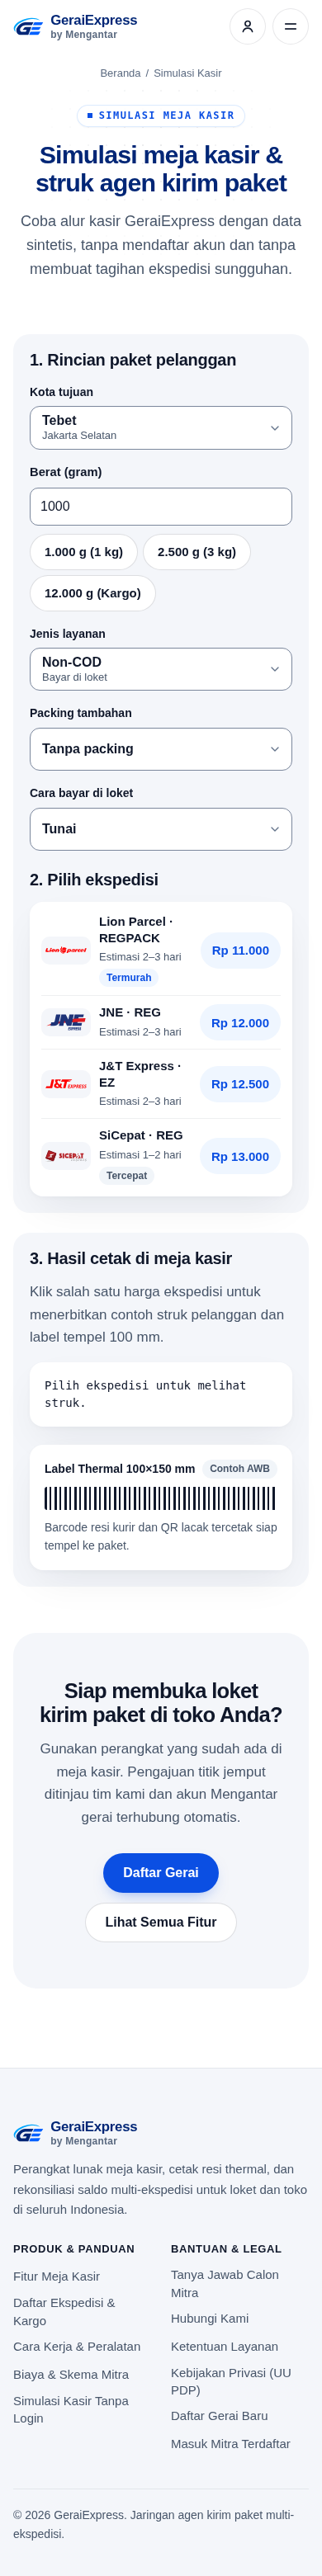 GeraiExpress
by Mengantar
Beranda / Simulasi Kasir
SIMULASI MEJA KASIR
Simulasi meja kasir &
struk agen kirim paket
Coba alur kasir GeraiExpress dengan data
sintetis, tanpa mendaftar akun dan tanpa
membuat tagihan ekspedisi sungguhan.
1. Rincian paket pelanggan
Kota tujuan
Tebet
Jakarta Selatan
Berat (gram)
1000
1.000 g (1 kg)
2.500 g (3 kg)
12.000 g (Kargo)
Jenis layanan
Non-COD
Bayar di loket
Packing tambahan
Tanpa packing
Cara bayar di loket
Tunai
2. Pilih ekspedisi
Lion parcel
Lion Parcel ·
REGPACK
Estimasi 2–3 hari
Termurah
Rp 11.000
JNE
EXPRESS
JNE · REG
Estimasi 2–3 hari
Rp 12.000
J&T EXPRESS
J&T Express ·
EZ
Estimasi 2–3 hari
Rp 12.500
SICEPAT
SiCepat · REG
Estimasi 1–2 hari
Tercepat
Rp 13.000
3. Hasil cetak di meja kasir
Klik salah satu harga ekspedisi untuk
menerbitkan contoh struk pelanggan dan
label tempel 100 mm.
Pilih ekspedisi untuk melihat
struk.
Label Thermal 100×150 mm
Contoh AWB
Barcode resi kurir dan QR lacak tercetak siap
tempel ke paket.
Siap membuka loket
kirim paket di toko Anda?
Gunakan perangkat yang sudah ada di
meja kasir. Pengajuan titik jemput
ditinjau tim kami dan akun Mengantar
gerai terhubung otomatis.
Daftar Gerai
Lihat Semua Fitur
GeraiExpress
by Mengantar
Perangkat lunak meja kasir, cetak resi thermal, dan
rekonsiliasi saldo multi-ekspedisi untuk loket dan toko
di seluruh Indonesia.
PRODUK & PANDUAN
Fitur Meja Kasir
Daftar Ekspedisi &
Kargo
Cara Kerja & Peralatan
Biaya & Skema Mitra
Simulasi Kasir Tanpa
Login
BANTUAN & LEGAL
Tanya Jawab Calon
Mitra
Hubungi Kami
Ketentuan Layanan
Kebijakan Privasi (UU
PDP)
Daftar Gerai Baru
Masuk Mitra Terdaftar
© 2026 GeraiExpress. Jaringan agen kirim paket multi-
ekspedisi.